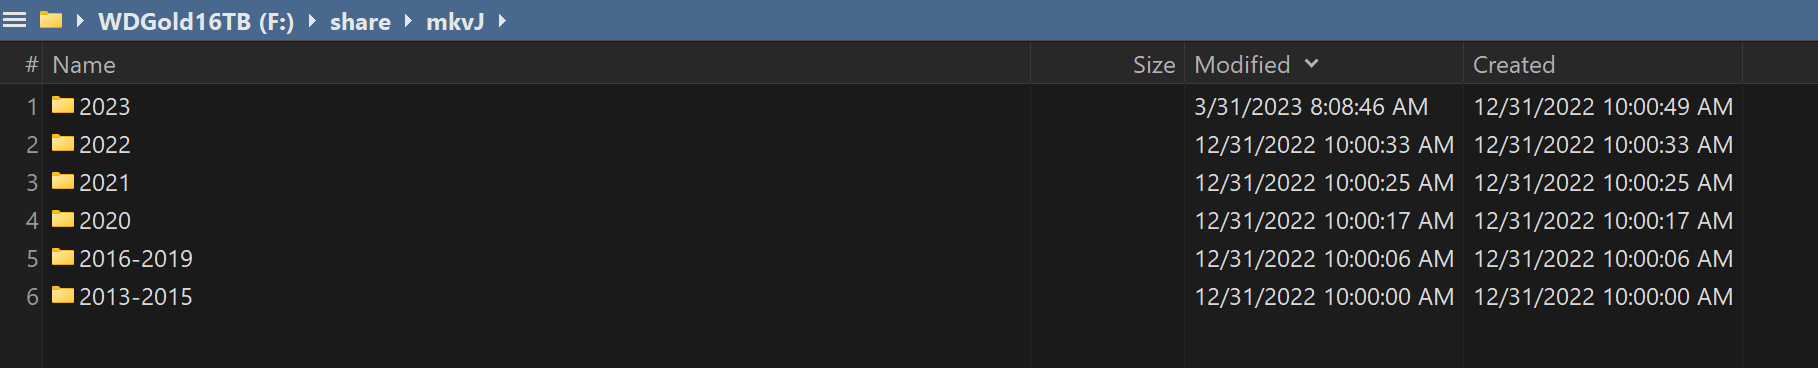 WDGold16TB (F:) share mkvJ
# Name Size Modified Created
1 2023 3/31/2023 8:08:46 AM 12/31/2022 10:00:49 AM
2 2022 12/31/2022 10:00:33 AM 12/31/2022 10:00:33 AM
3 2021 12/31/2022 10:00:25 AM 12/31/2022 10:00:25 AM
4 2020 12/31/2022 10:00:17 AM 12/31/2022 10:00:17 AM
5 2016-2019 12/31/2022 10:00:06 AM 12/31/2022 10:00:06 AM
6 2013-2015 12/31/2022 10:00:00 AM 12/31/2022 10:00:00 AM